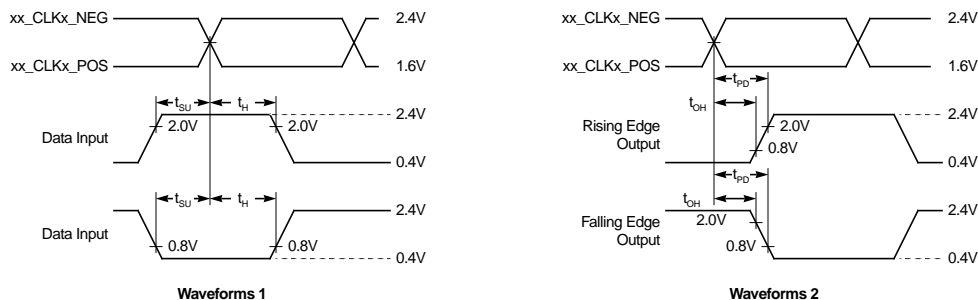 xx_CLKx_NEG
2.4V
xx_CLKx_POS
1.6V
tSU
tH
2.4V
2.0V
2.0V
Data Input
0.4V
tSU
tH
2.4V
Data Input
0.8V
0.8V
0.4V
Waveforms 1
xx_CLKx_NEG
2.4V
xx_CLKx_POS
1.6V
tPD
tOH
2.4V
Rising Edge
Output
2.0V
0.8V
0.4V
tPD
tOH
2.4V
2.0V
Falling Edge
Output
0.8V
0.4V
Waveforms 2